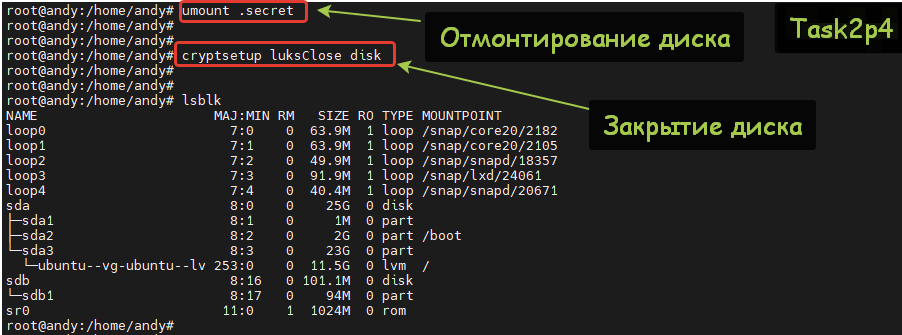 root@andy:/home/andy# umount .secret
root@andy:/home/andy#
root@andy:/home/andy#
root@andy:/home/andy# cryptsetup luksClose disk
root@andy:/home/andy#
root@andy:/home/andy#
root@andy:/home/andy# lsblk
NAME MAJ:MIN RM SIZE RO TYPE MOUNTPOINT
loop0 7:0 0 63.9M 1 loop /snap/core20/2182
loop1 7:1 0 63.9M 1 loop /snap/core20/2105
loop2 7:2 0 49.9M 1 loop /snap/snapd/18357
loop3 7:3 0 91.9M 1 loop /snap/lxd/24061
loop4 7:4 0 40.4M 1 loop /snap/snapd/20671
sda 8:0 0 25G 0 disk
├─sda1 8:1 0 1M 0 part
├─sda2 8:2 0 2G 0 part /boot
└─sda3 8:3 0 23G 0 part
└─ubuntu--vg-ubuntu--lv 253:0 0 11.5G 0 lvm /
sdb 8:16 0 101.1M 0 disk
└─sdb1 8:17 0 94M 0 part
sr0 11:0 1 1024M 0 rom
root@andy:/home/andy#
Отмонтирование диска
Task2p4
Закрытие диска